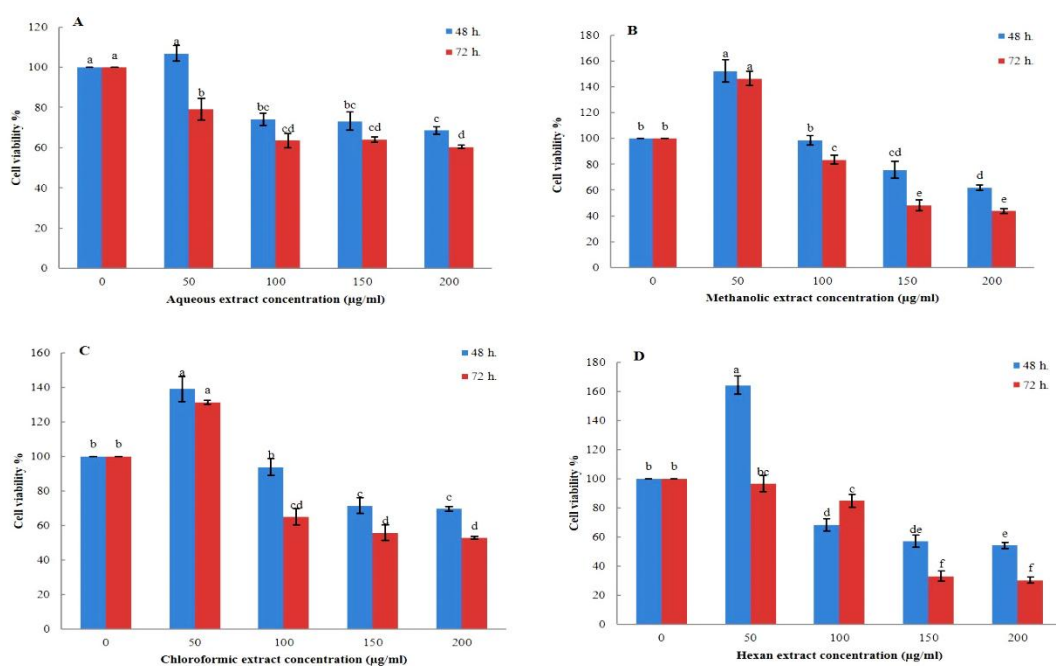 A
120
100
80
60
40
20
0
Cell viability %
48 h.
72 h.
a a
a b
bc cd
bc cd
c d
0 50 100 150 200
Aqueous extract concentration (µg/ml)
B
180
160
140
120
100
80
60
40
20
0
Cell viability %
48 h.
72 h.
b b
a a
b c
cd e
d e
0 50 100 150 200
Methanolic extract concentration (µg/ml)
C
160
140
120
100
80
60
40
20
0
Cell viability %
48 h.
72 h.
b b
a a
b cd
c d
c d
0 50 100 150 200
Chloroformic extract concentration (µg/ml)
D
180
160
140
120
100
80
60
40
20
0
Cell viability %
48 h.
72 h.
b b
a bc
d c
de f
e f
0 50 100 150 200
Hexan extract concentration (µg/ml)